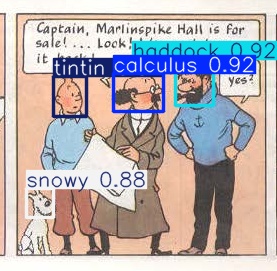 Captain, Marlinspike Hall is for
sale! ... Look!
it
haddock 0.92
tintin
calculus 0.92
yes?
snowy 0.88